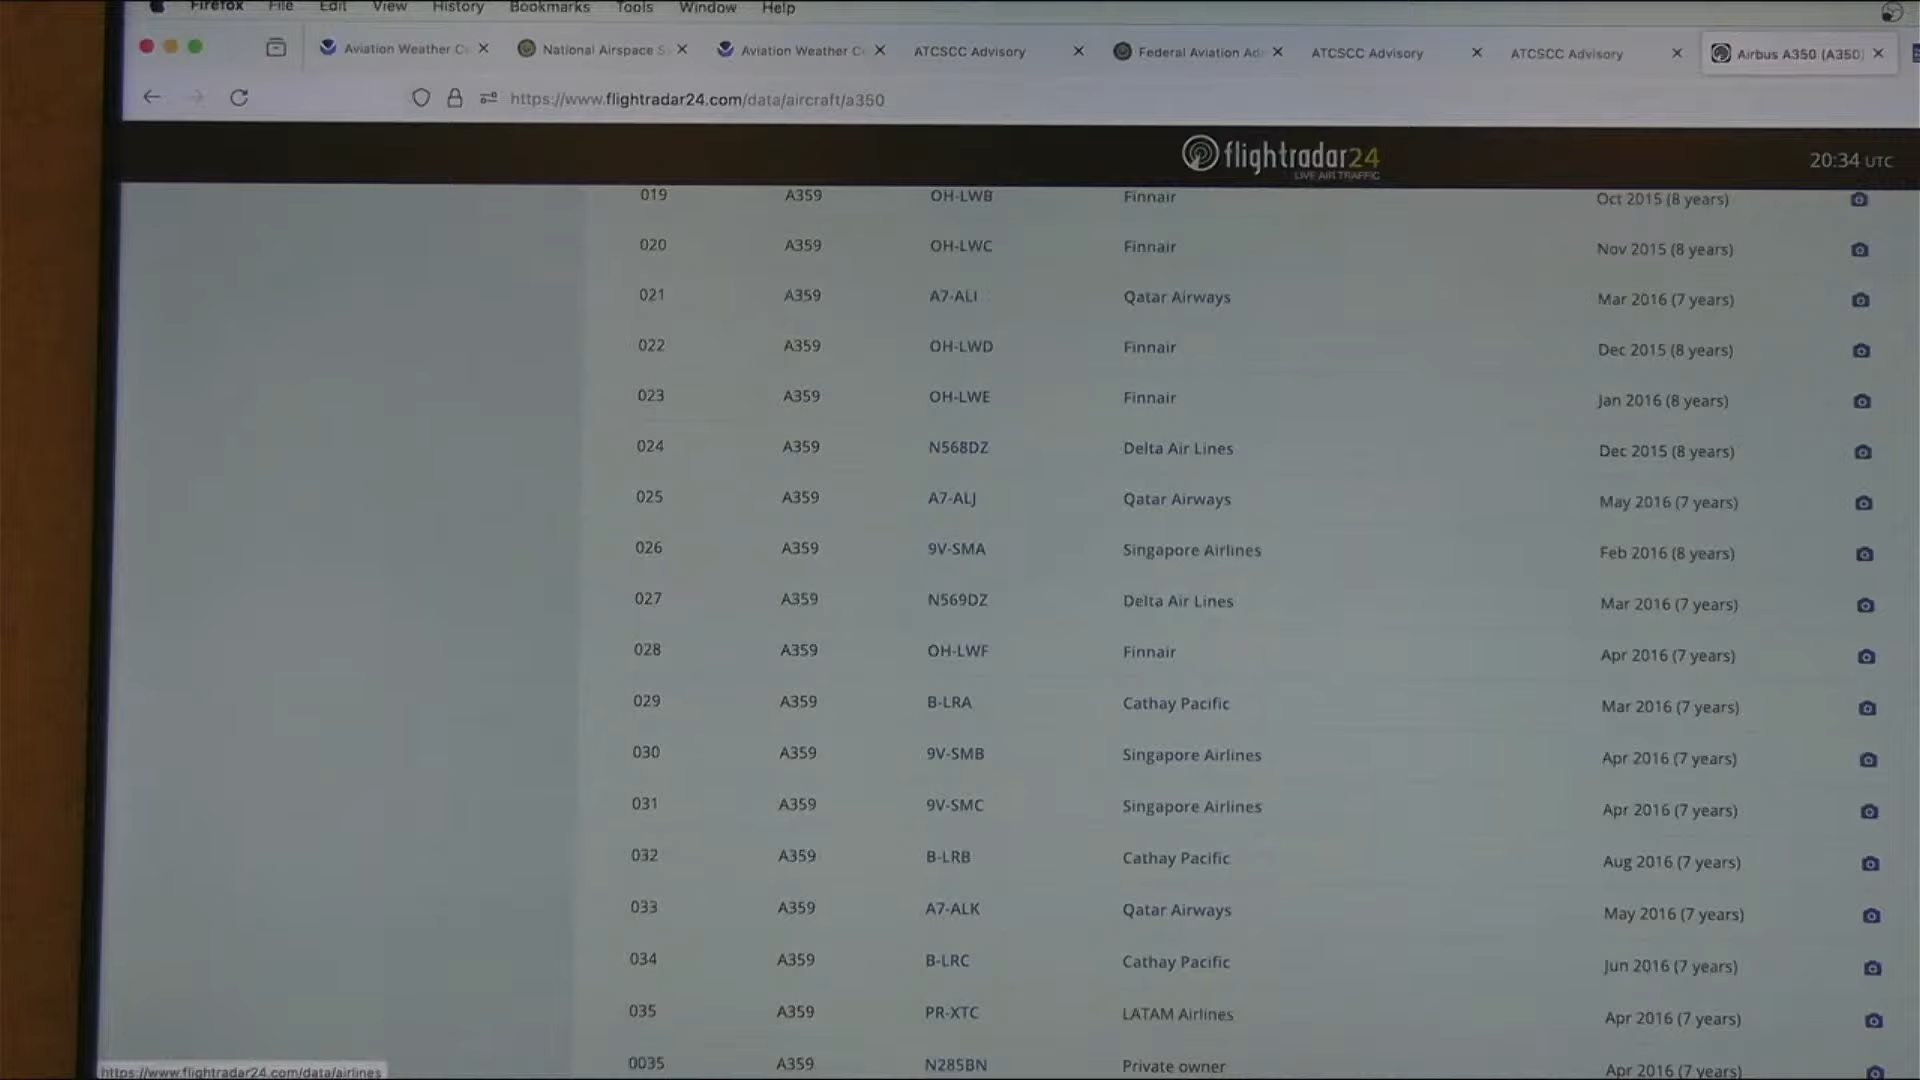 Firefox File Edit View History Bookmarks Tools Window Help
Aviation Weather C National Airspace S Aviation Weather C ATCSCC Advisory Federal Aviation Ad ATCSCC Advisory ATCSCC Advisory Airbus A350 (A350)
https://www.flightradar24.com/data/aircraft/a350
flightradar24
LIVE AIR TRAFFIC
20:34 UTC
019 A359 OH-LWB Finnair Oct 2015 (8 years)
020 A359 OH-LWC Finnair Nov 2015 (8 years)
021 A359 A7-ALI Qatar Airways Mar 2016 (7 years)
022 A359 OH-LWD Finnair Dec 2015 (8 years)
023 A359 OH-LWE Finnair Jan 2016 (8 years)
024 A359 N568DZ Delta Air Lines Dec 2015 (8 years)
025 A359 A7-ALJ Qatar Airways May 2016 (7 years)
026 A359 9V-SMA Singapore Airlines Feb 2016 (8 years)
027 A359 N569DZ Delta Air Lines Mar 2016 (7 years)
028 A359 OH-LWF Finnair Apr 2016 (7 years)
029 A359 B-LRA Cathay Pacific Mar 2016 (7 years)
030 A359 9V-SMB Singapore Airlines Apr 2016 (7 years)
031 A359 9V-SMC Singapore Airlines Apr 2016 (7 years)
032 A359 B-LRB Cathay Pacific Aug 2016 (7 years)
033 A359 A7-ALK Qatar Airways May 2016 (7 years)
034 A359 B-LRC Cathay Pacific Jun 2016 (7 years)
035 A359 PR-XTC LATAM Airlines Apr 2016 (7 years)
0035 A359 N285BN Private owner Apr 2016 (7 years)
https://www.flightradar24.com/data/airlines